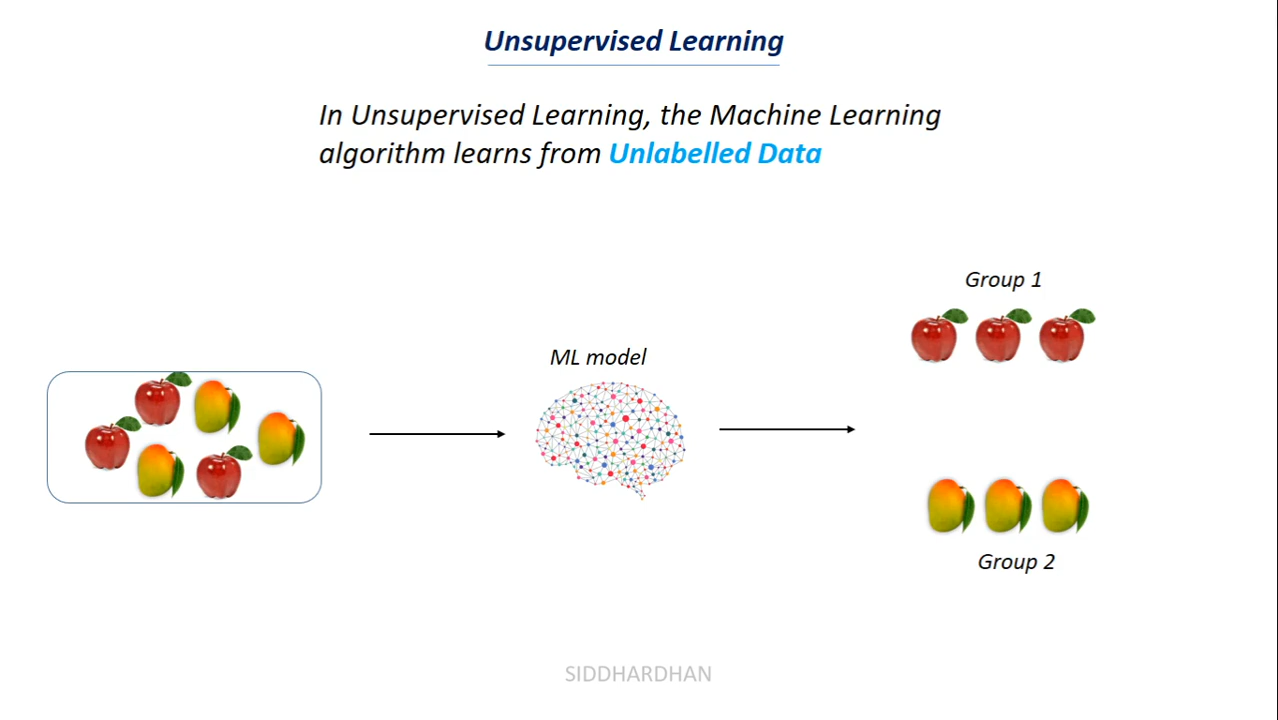 Unsupervised Learning
In Unsupervised Learning, the Machine Learning
algorithm learns from Unlabelled Data
Group 1
ML model
Group 2
SIDDHARDHAN